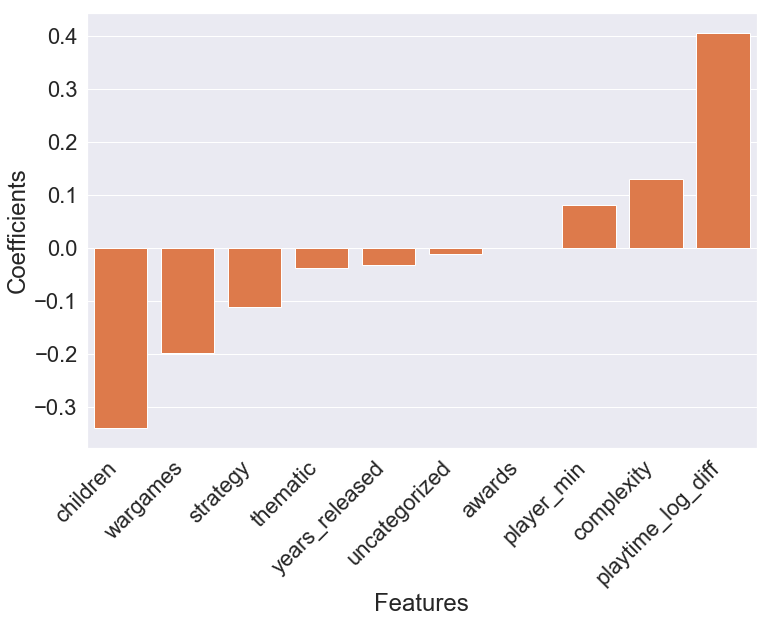 Coefficients
0.4
0.3
0.2
0.1
0.0
−0.1
−0.2
−0.3
children
wargames
strategy
thematic
years_released
uncategorized
awards
player_min
complexity
playtime_log_diff
Features